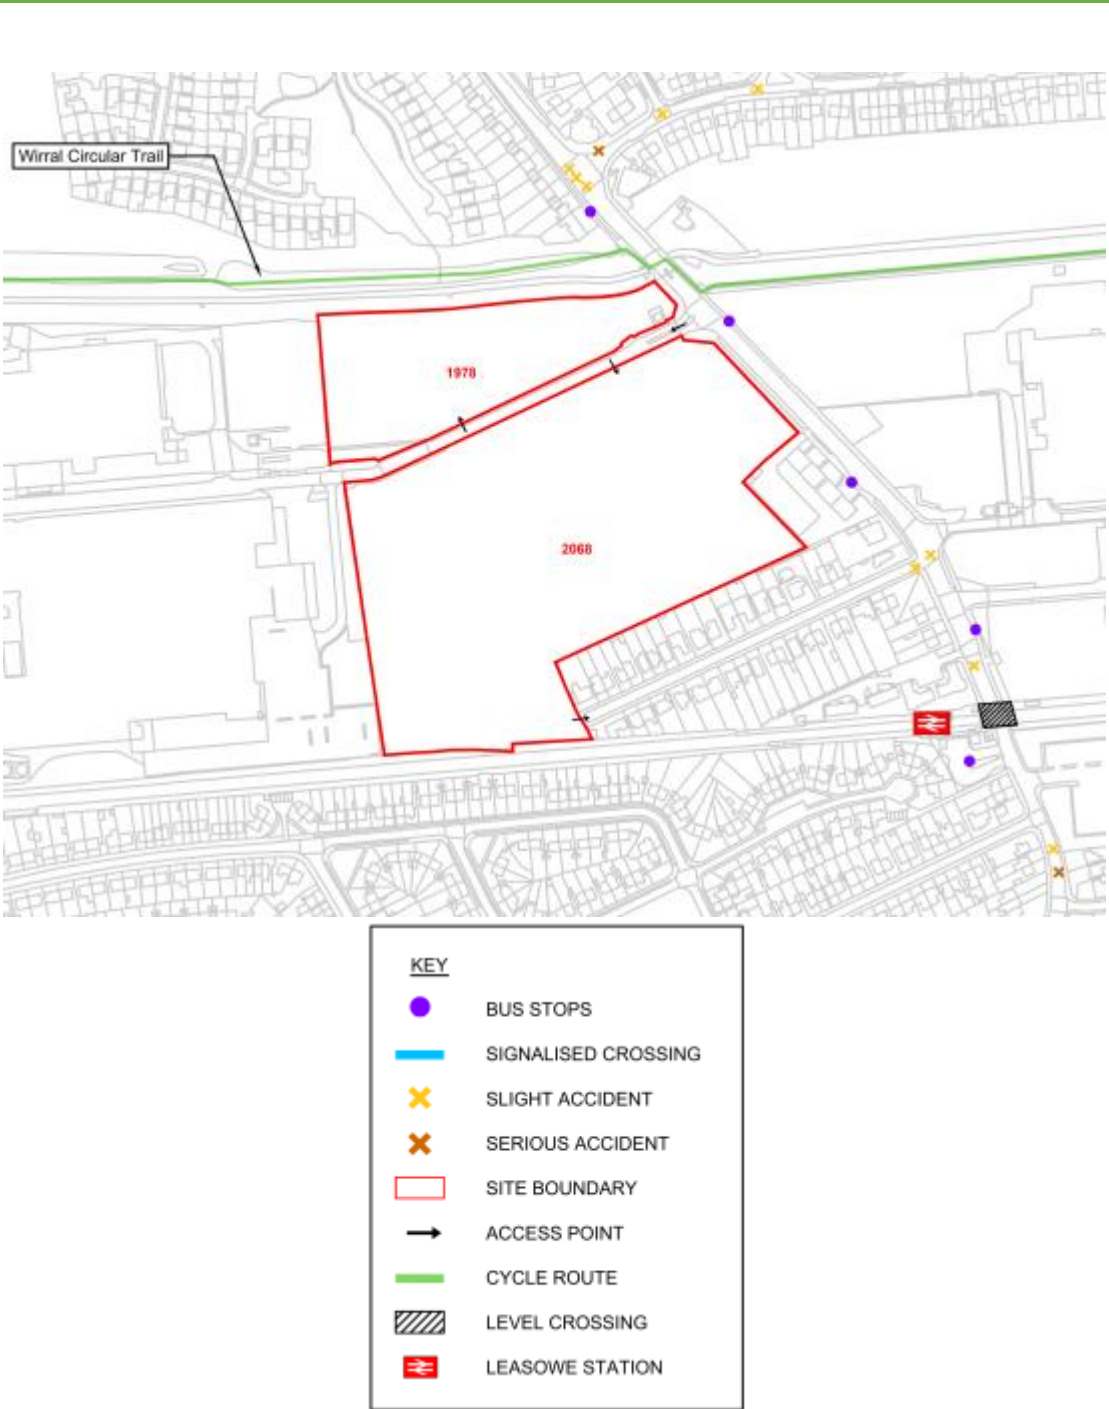 Wirral Circular Trail
1978
2068
KEY
BUS STOPS
SIGNALISED CROSSING
SLIGHT ACCIDENT
SERIOUS ACCIDENT
SITE BOUNDARY
ACCESS POINT
CYCLE ROUTE
LEVEL CROSSING
LEASOWE STATION